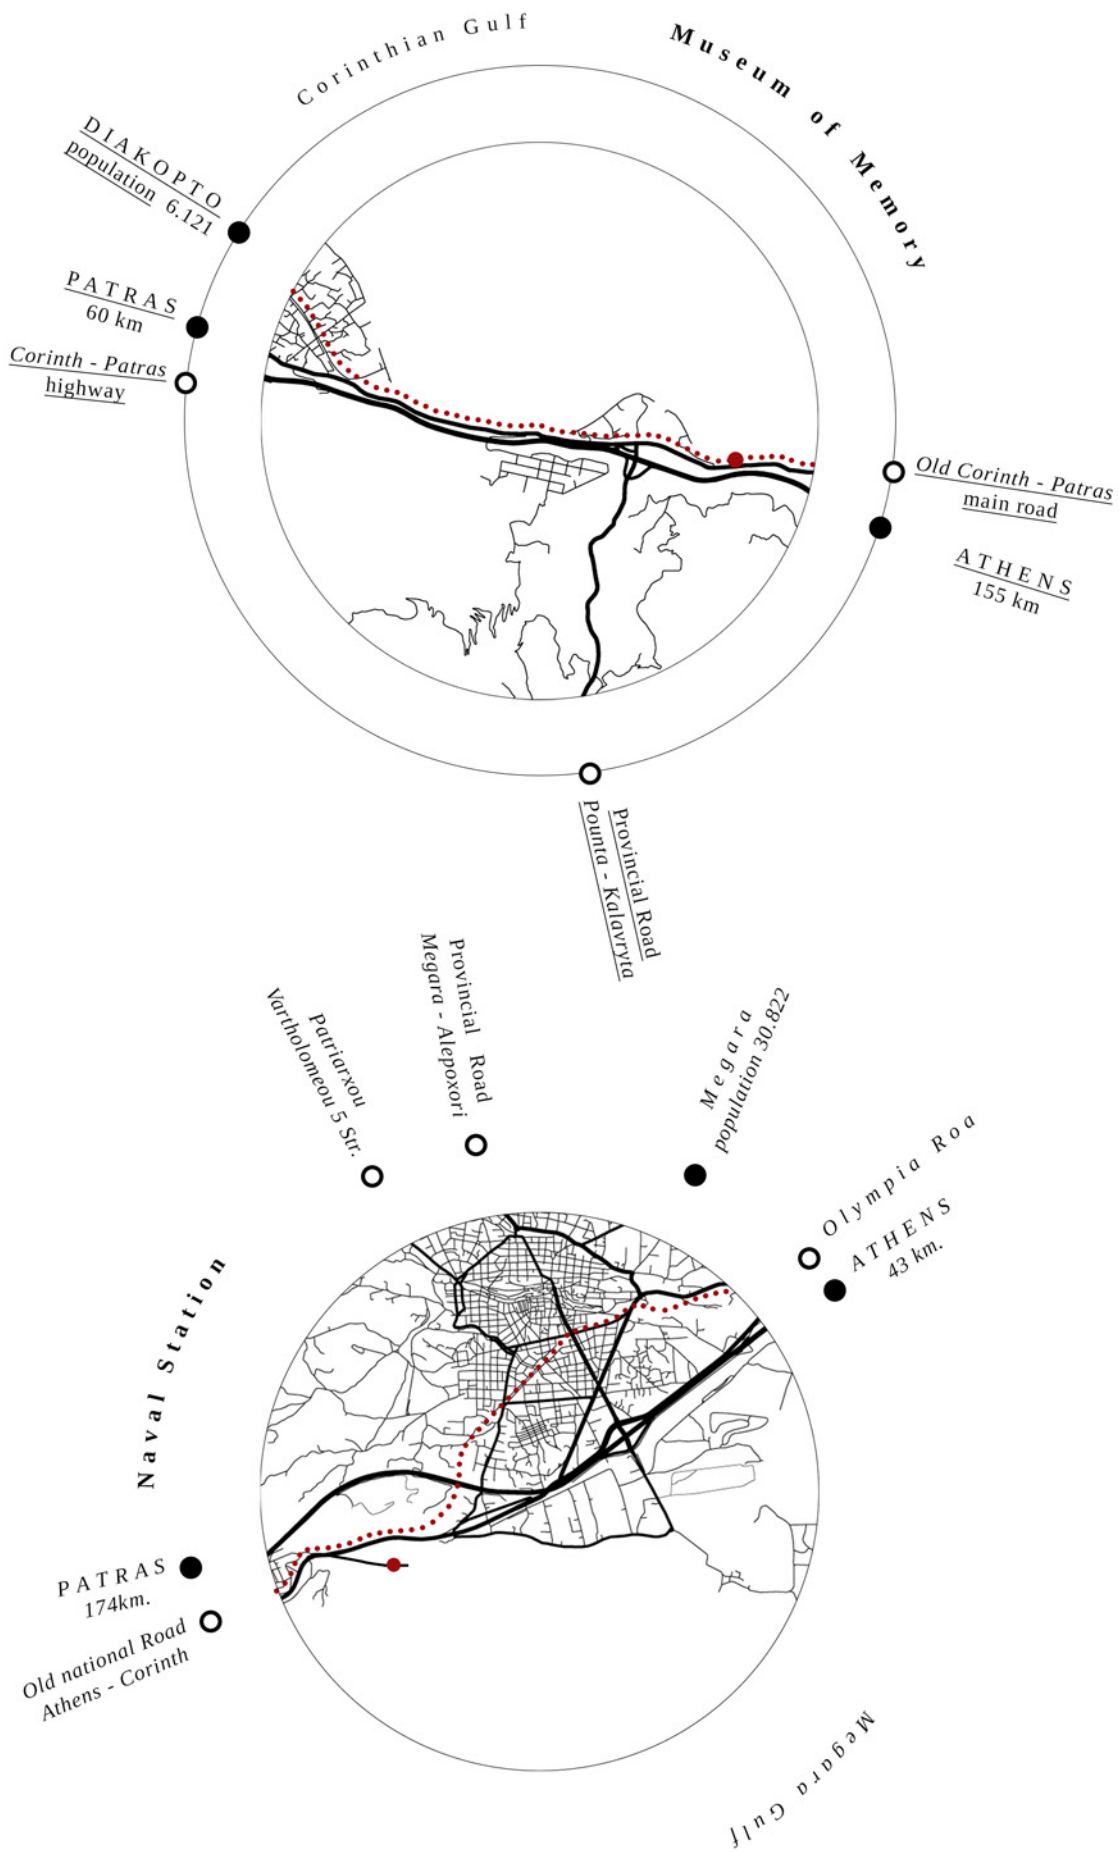 Corinthian Gulf
Museum of Memory
DIAKOPTO
population 6.121
PATRAS
60 km
Corinth - Patras
highway
Old Corinth - Patras
main road
ATHENS
155 km
Provincial Road
Pounta - Kalavryta
Provincial Road
Megara - Alepoxori
Patriarxou
Vartholomeou 5 Str.
Megara
population 30.822
Olympia Roa
ATHENS
43 km.
Naval Station
PATRAS
174km.
Old national Road
Athens - Corinth
Megara Gulf